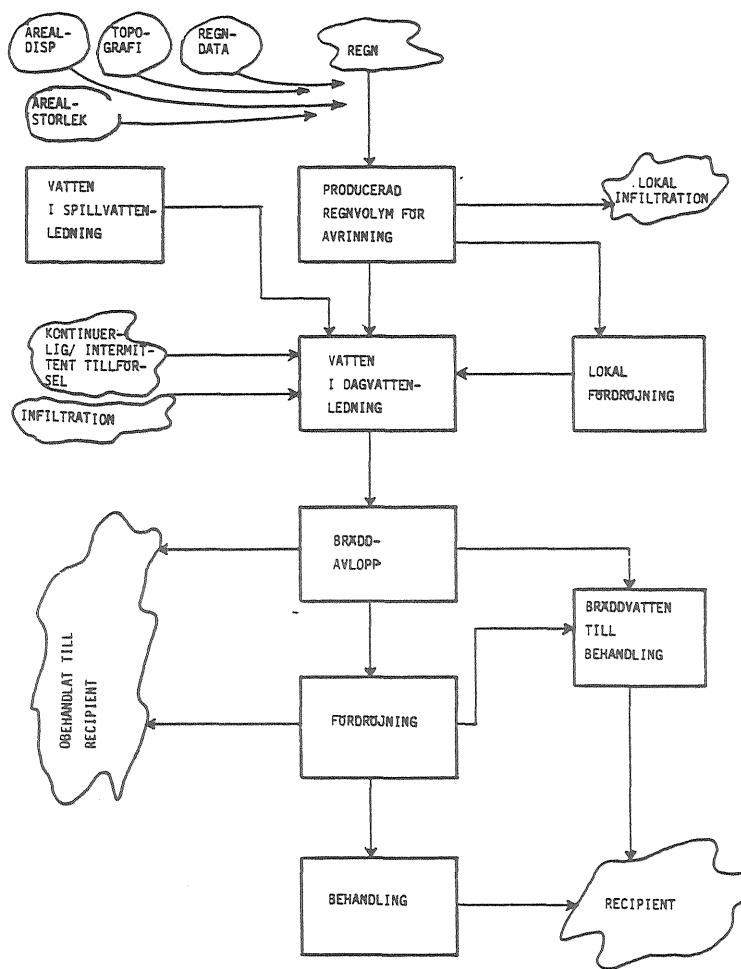 AREAL-
DISP
TOPO-
GRAFI
REGN-
DATA
REGN
AREAL-
STORLEK
VATTEN
I SPILLVATTEN-
LEDNING
PRODUCERAD
REGNVOLYM FÖR
AVRINNING
LOKAL
INFILTRATION
KONTINUER-
LIG/ INTERMIT-
TENT TILLFÖR-
SEL
INFILTRATION
VATTEN
I DAGVATTEN-
LEDNING
LOKAL
FÖRDRÖJNING
BRÄDD-
AVLOPP
BRÄDDVATTEN
TILL
BEHANDLING
OBEHANDLAT TILL
RECIPIENT
FÖRDRÖJNING
BEHANDLING
RECIPIENT